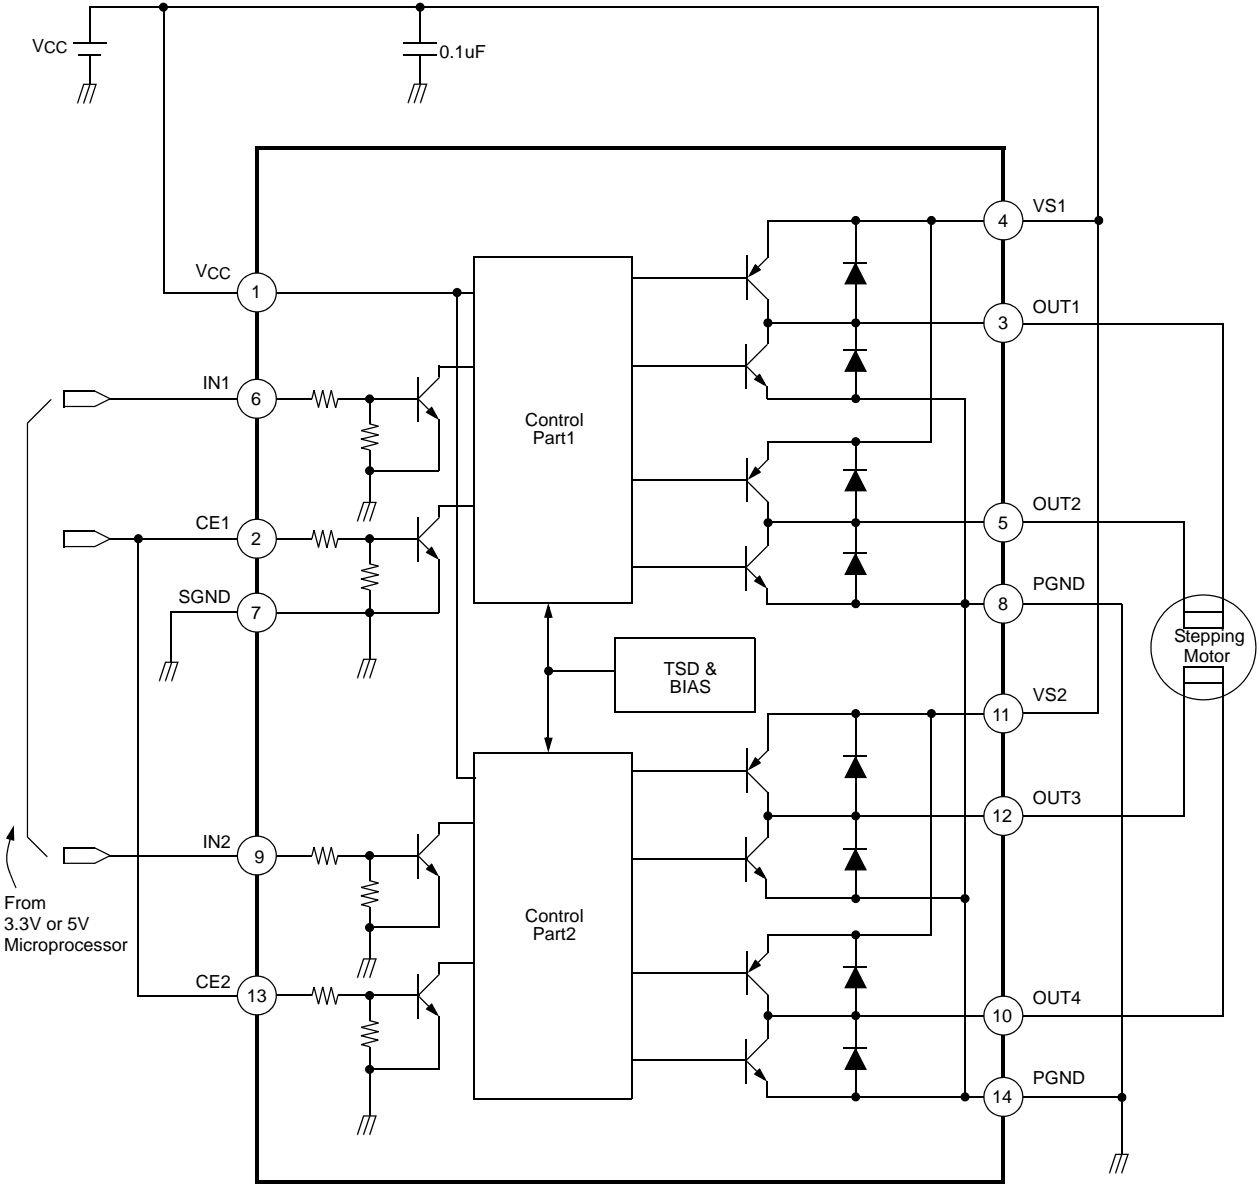 VCC
0.1uF
4
VS1
VCC
1
3
OUT1
IN1
6
Control
Part1
CE1
2
5
OUT2
SGND
7
8
PGND
TSD &
BIAS
Stepping
Motor
11
VS2
12
OUT3
IN2
9
From
3.3V or 5V
Microprocessor
Control
Part2
CE2
13
10
OUT4
14
PGND